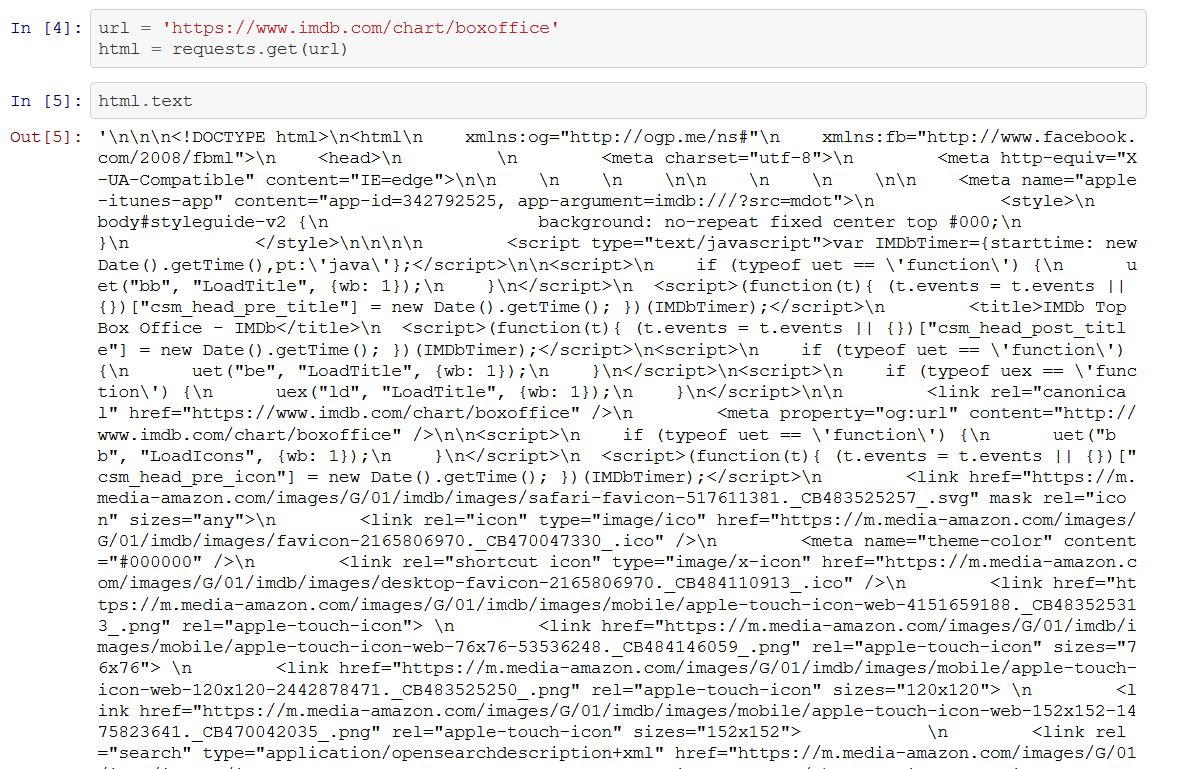 In [4]: url = 'https://www.imdb.com/chart/boxoffice'
html = requests.get(url)
In [5]: html.text
Out[5]: '\n\n\n<!DOCTYPE html>\n<html\n    xmlns:og="http://ogp.me/ns#"\n    xmlns:fb="http://www.facebook.
com/2008/fbml">\n    <head>\n         \n        <meta charset="utf-8">\n        <meta http-equiv="X
-UA-Compatible" content="IE=edge">\n\n    \n    \n    \n\n    \n    \n    \n\n    <meta name="apple
-itunes-app" content="app-id=342792525, app-argument=imdb:///?src=mdot">\n            <style>\n
body#styleguide-v2 {\n                    background: no-repeat fixed center top #000;\n
}\n            </style>\n\n\n\n        <script type="text/javascript">var IMDbTimer={starttime: new
Date().getTime(),pt:\'java\'};</script>\n\n<script>\n    if (typeof uet == \'function\') {\n      u
et("bb", "LoadTitle", {wb: 1});\n    }\n</script>\n  <script>(function(t){ (t.events = t.events ||
{})["csm_head_pre_title"] = new Date().getTime(); })(IMDbTimer);</script>\n        <title>IMDb Top
Box Office - IMDb</title>\n  <script>(function(t){ (t.events = t.events || {})["csm_head_post_titl
e"] = new Date().getTime(); })(IMDbTimer);</script>\n<script>\n    if (typeof uet == \'function\')
{\n      uet("be", "LoadTitle", {wb: 1});\n    }\n</script>\n<script>\n    if (typeof uex == \'func
tion\') {\n      uex("ld", "LoadTitle", {wb: 1});\n    }\n</script>\n\n        <link rel="canonica
l" href="https://www.imdb.com/chart/boxoffice" />\n        <meta property="og:url" content="http://
www.imdb.com/chart/boxoffice" />\n\n<script>\n    if (typeof uet == \'function\') {\n      uet("b
b", "LoadIcons", {wb: 1});\n    }\n</script>\n  <script>(function(t){ (t.events = t.events || {})["
csm_head_pre_icon"] = new Date().getTime(); })(IMDbTimer);</script>\n        <link href="https://m.
media-amazon.com/images/G/01/imdb/images/safari-favicon-517611381._CB483525257_.svg" mask rel="ico
n" sizes="any">\n        <link rel="icon" type="image/ico" href="https://m.media-amazon.com/images/
G/01/imdb/images/favicon-2165806970._CB470047330_.ico" />\n        <meta name="theme-color" content
="#000000" />\n        <link rel="shortcut icon" type="image/x-icon" href="https://m.media-amazon.c
om/images/G/01/imdb/images/desktop-favicon-2165806970._CB484110913_.ico" />\n        <link href="ht
tps://m.media-amazon.com/images/G/01/imdb/images/mobile/apple-touch-icon-web-4151659188._CB48352531
3_.png" rel="apple-touch-icon"> \n        <link href="https://m.media-amazon.com/images/G/01/imdb/i
mages/mobile/apple-touch-icon-web-76x76-53536248._CB484146059_.png" rel="apple-touch-icon" sizes="7
6x76"> \n        <link href="https://m.media-amazon.com/images/G/01/imdb/images/mobile/apple-touch-
icon-web-120x120-2442878471._CB483525250_.png" rel="apple-touch-icon" sizes="120x120"> \n        <l
ink href="https://m.media-amazon.com/images/G/01/imdb/images/mobile/apple-touch-icon-web-152x152-14
75823641._CB470042035_.png" rel="apple-touch-icon" sizes="152x152">            \n        <link rel
="search" type="application/opensearchdescription+xml" href="https://m.media-amazon.com/images/G/01